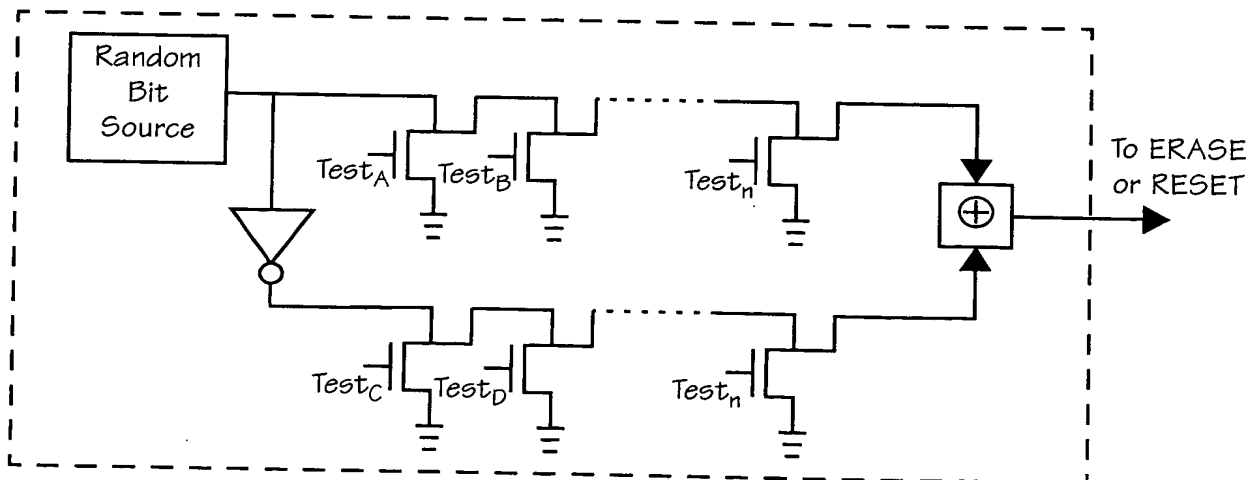 Random
Bit
Source
TestA
TestB
Testn
To ERASE
or RESET
TestC
TestD
Testn